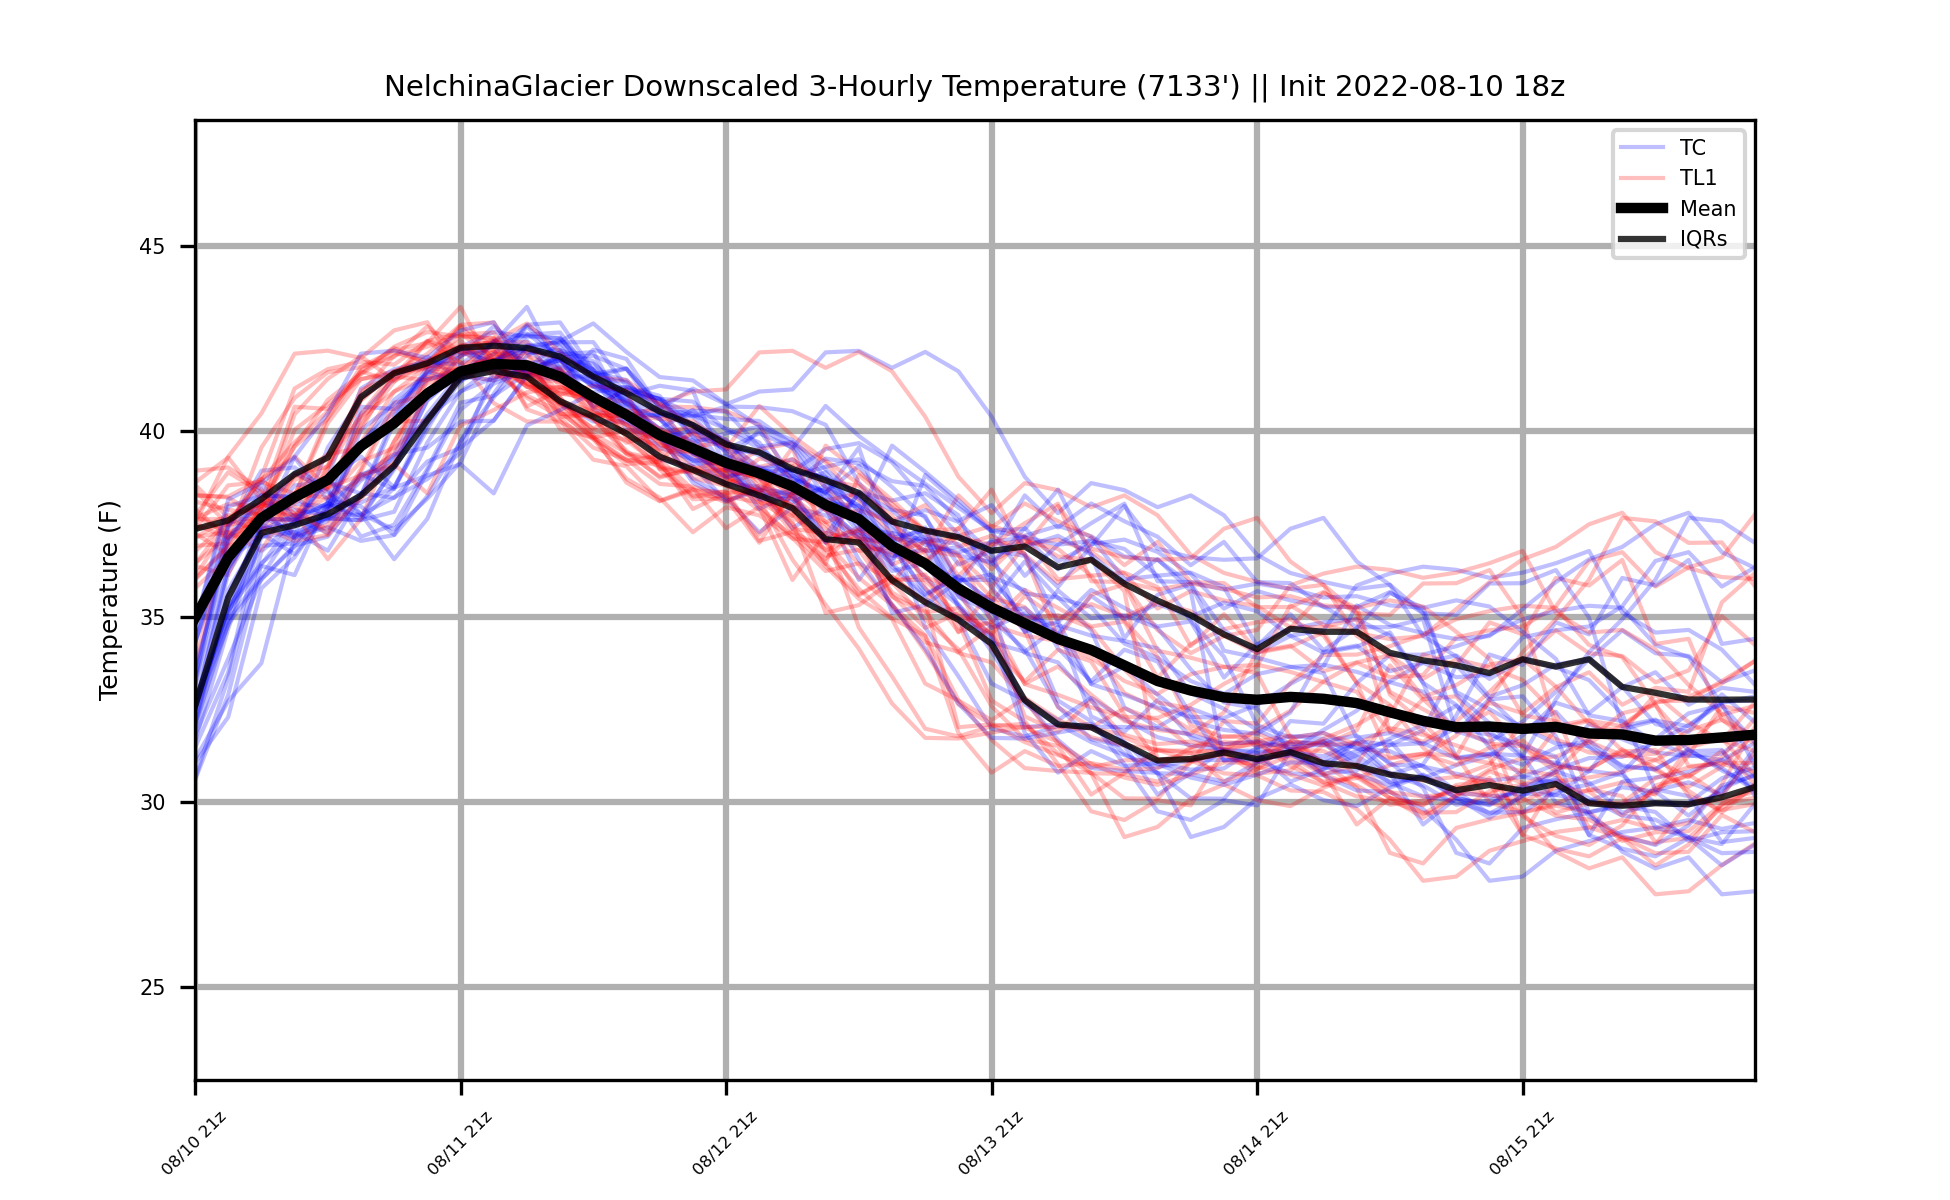 NelchinaGlacier Downscaled 3-Hourly Temperature (7133') || Init 2022-08-10 18z
TC
TL1
Mean
IQRs
Temperature (F)
45
40
35
30
25
08/10 21z
08/11 21z
08/12 21z
08/13 21z
08/14 21z
08/15 21z